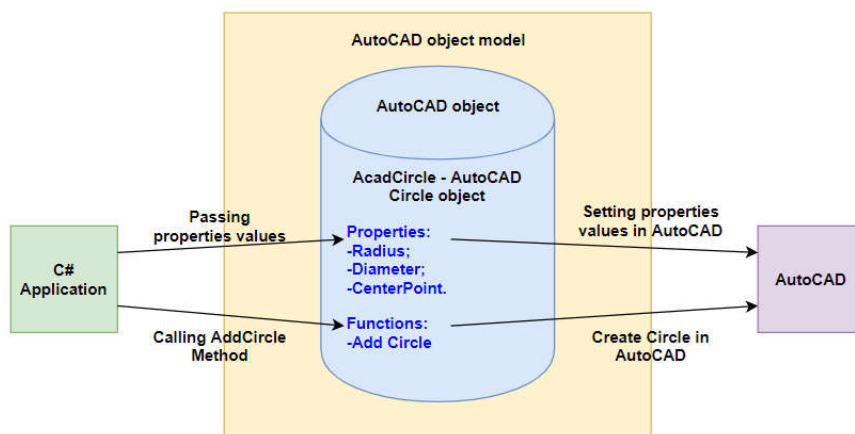 AutoCAD object model
AutoCAD object
AcadCircle - AutoCAD
Circle object
Passing
properties values
Properties:
-Radius;
-Diameter;
-CenterPoint.
Setting properties
values in AutoCAD
C#
Application
AutoCAD
Calling AddCircle
Method
Functions:
-Add Circle
Create Circle in
AutoCAD